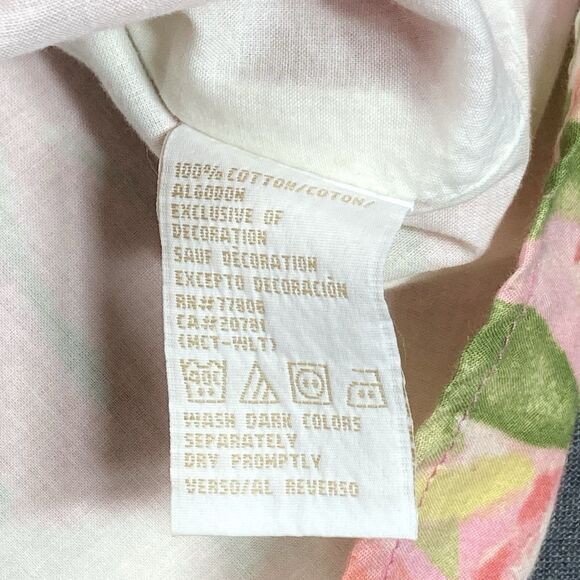 100% COTTON/COTON/
ALGODON
EXCLUSIVE OF
DECORATION
SAUF DÉCORATION
EXCEPTO DECORACIÓN
RN#77806
CA#20781
(MCT-WLT)
WASH DARK COLORS
SEPARATELY
DRY PROMPTLY
VERSO/AL REVERSO